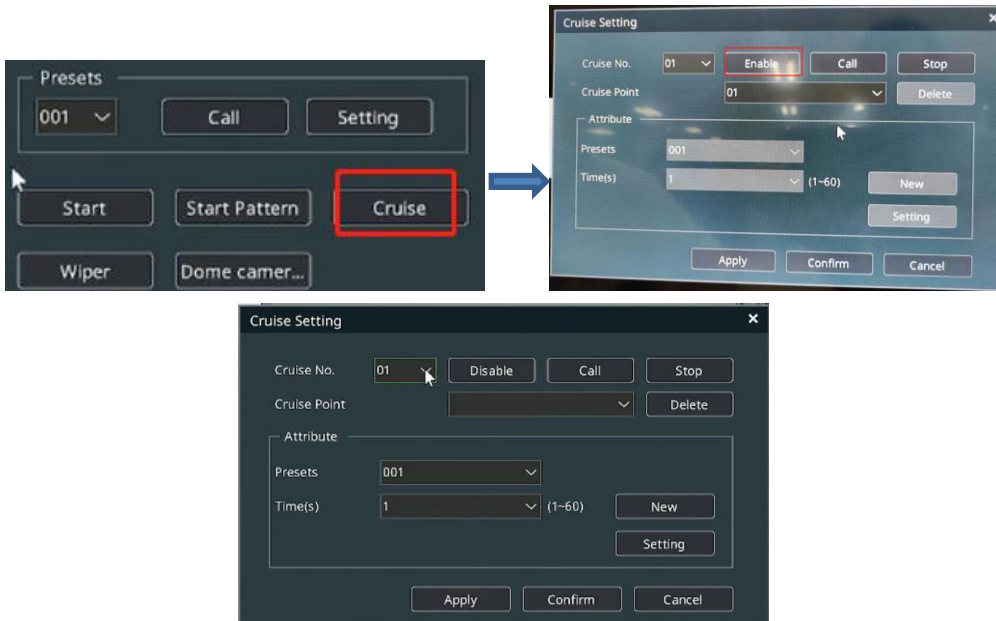 Presets
001 Call Setting
Start Start Pattern Cruise
Wiper Dome camer...
Cruise Setting ×
Cruise No. 01 Enable Call Stop
Cruise Point 01 Delete
Attribute
Presets 001
Time(s) 1 (1~60) New
Setting
Apply Confirm Cancel
Cruise Setting ×
Cruise No. 01 Disable Call Stop
Cruise Point Delete
Attribute
Presets 001
Time(s) 1 (1~60) New
Setting
Apply Confirm Cancel